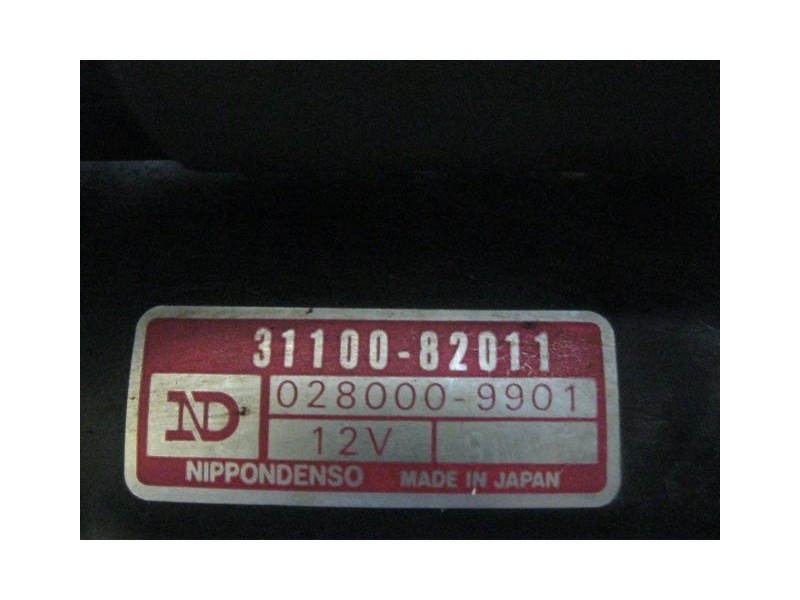 31100-82011
ND
028000-9901
12V
NIPPONDENSO MADE IN JAPAN